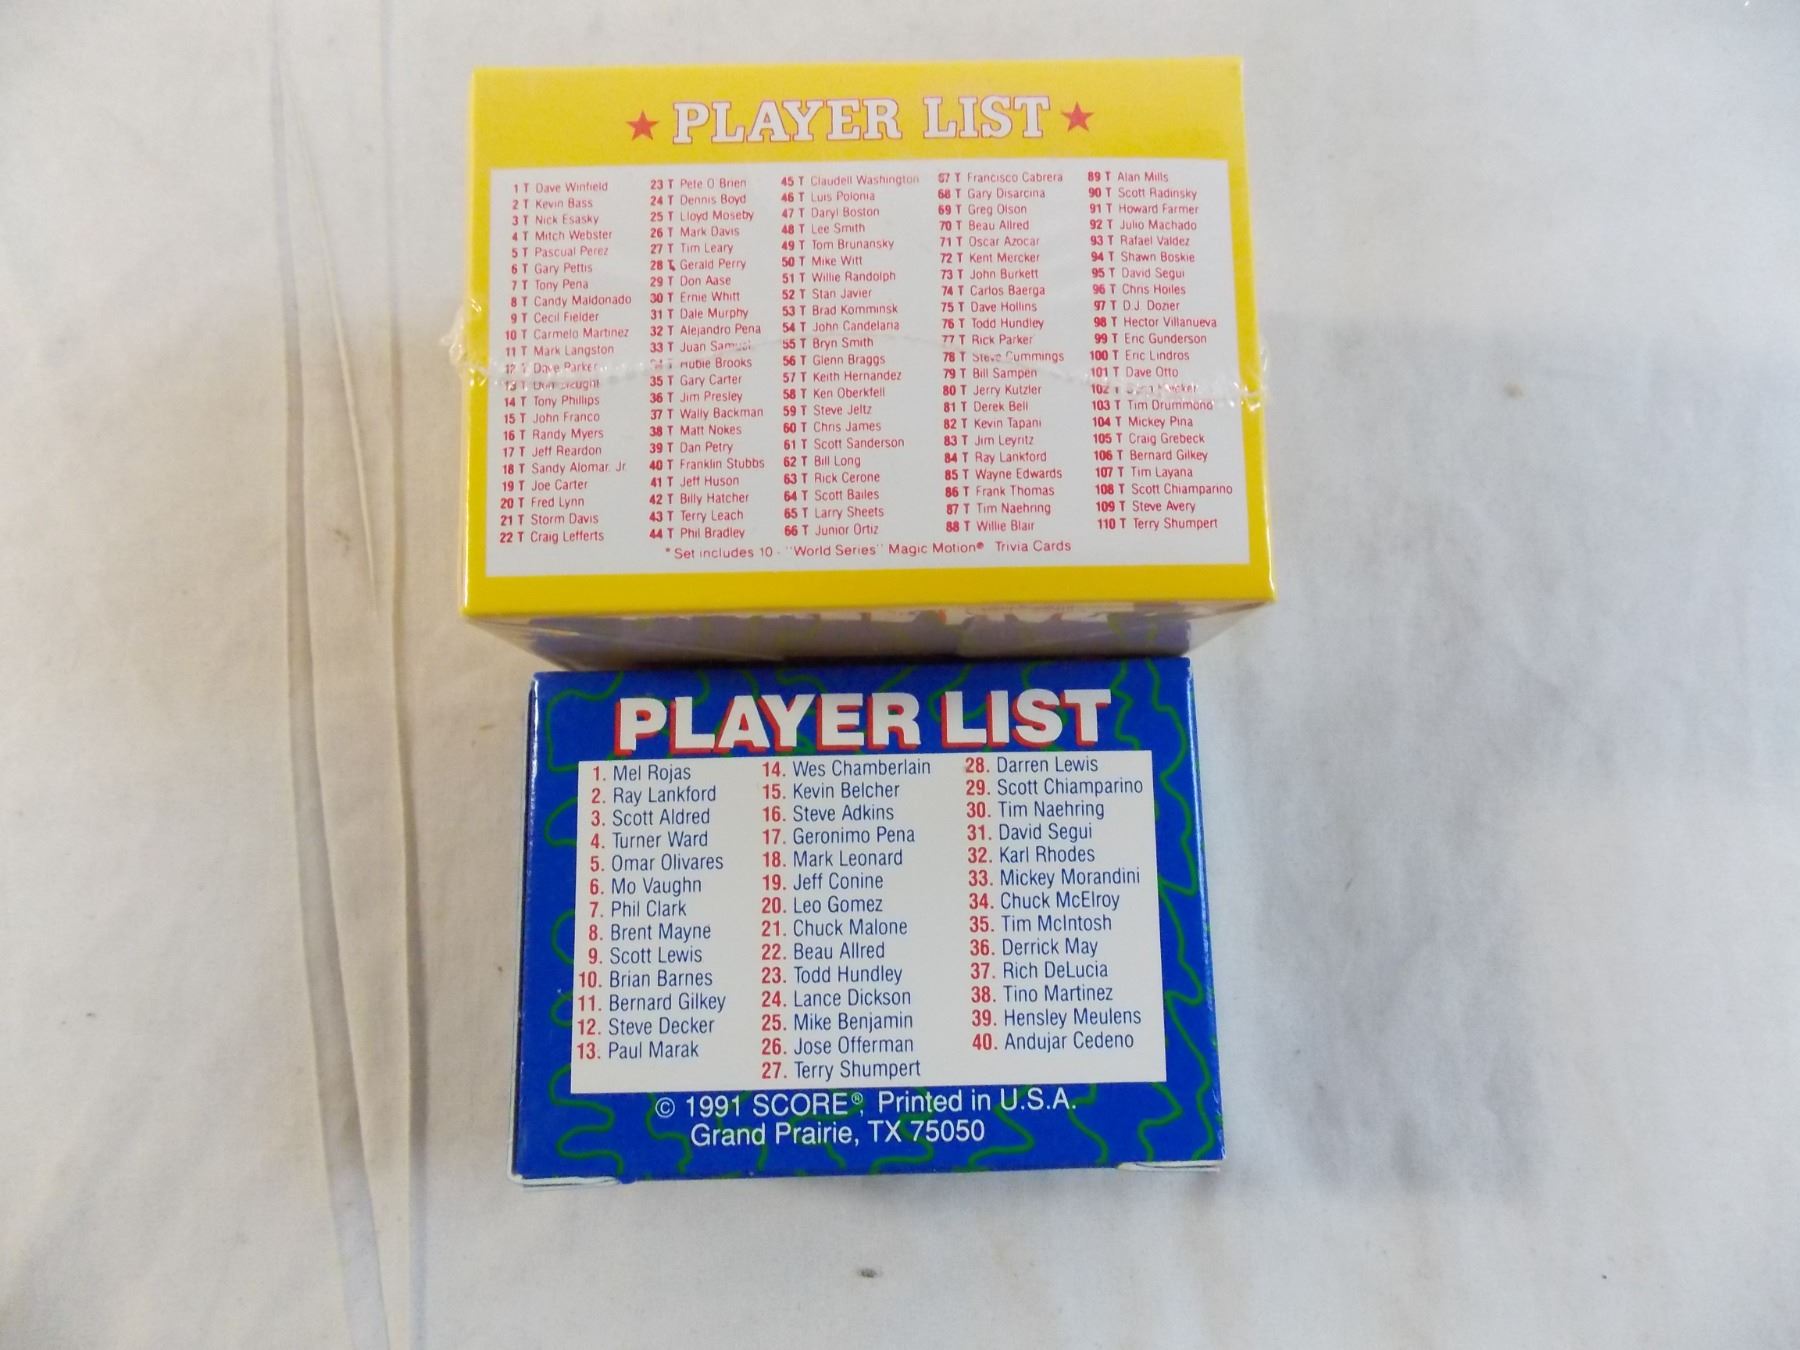 PLAYER LIST
1 T Dave Winfield
2 T Kevin Bass
3 T Nick Esasky
4 T Mitch Webster
5 T Pascual Perez
6 T Gary Pettis
7 T Tony Pena
8 T Candy Maldonado
9 T Cecil Fielder
10 T Carmelo Martinez
11 T Mark Langston
12 T Dave Parker
13 T Don Slaught
14 T Tony Phillips
15 T John Franco
16 T Randy Myers
17 T Jeff Reardon
18 T Sandy Alomar Jr.
19 T Joe Carter
20 T Fred Lynn
21 T Storm Davis
22 T Craig Lefferts
23 T Pete O'Brien
24 T Dennis Boyd
25 T Lloyd Moseby
26 T Mark Davis
27 T Tim Leary
28 T Gerald Perry
29 T Don Aase
30 T Ernie Whitt
31 T Dale Murphy
32 T Alejandro Pena
33 T Juan Samuel
34 T Hubie Brooks
35 T Gary Carter
36 T Jim Presley
37 T Wally Backman
38 T Matt Nokes
39 T Dan Petry
40 T Franklin Stubbs
41 T Jeff Huson
42 T Billy Hatcher
43 T Terry Leach
44 T Phil Bradley
45 T Claudell Washington
46 T Luis Polonia
47 T Daryl Boston
48 T Lee Smith
49 T Tom Brunansky
50 T Mike Witt
51 T Willie Randolph
52 T Stan Javier
53 T Brad Komminsk
54 T John Candelaria
55 T Bryn Smith
56 T Glenn Braggs
57 T Keith Hernandez
58 T Ken Oberkfell
59 T Steve Jeltz
60 T Chris James
61 T Scott Sanderson
62 T Bill Long
63 T Rick Cerone
64 T Scott Bailes
65 T Larry Sheets
66 T Junior Ortiz
67 T Francisco Cabrera
68 T Gary Disarcina
69 T Greg Olson
70 T Beau Allred
71 T Oscar Azocar
72 T Kent Mercker
73 T John Burkett
74 T Carlos Baerga
75 T Dave Hollins
76 T Todd Hundley
77 T Rick Parker
78 T Steve Cummings
79 T Bill Sampen
80 T Jerry Kutzler
81 T Derek Bell
82 T Kevin Tapani
83 T Jim Leyritz
84 T Ray Lankford
85 T Wayne Edwards
86 T Frank Thomas
87 T Tim Naehring
88 T Willie Blair
89 T Alan Mills
90 T Scott Radinsky
91 T Howard Farmer
92 T Julio Machado
93 T Rafael Valdez
94 T Shawn Boskie
95 T David Segui
96 T Chris Hoiles
97 T D.J. Dozier
98 T Hector Villanueva
99 T Eric Gunderson
100 T Eric Lindros
101 T Dave Otto
102 T
103 T Tim Drummond
104 T Mickey Pina
105 T Craig Grebeck
106 T Bernard Gilkey
107 T Tim Layana
108 T Scott Chiamparino
109 T Steve Avery
110 T Terry Shumpert
*Set includes 10 - "World Series" Magic Motion® Trivia Cards
PLAYER LIST
1. Mel Rojas
2. Ray Lankford
3. Scott Aldred
4. Turner Ward
5. Omar Olivares
6. Mo Vaughn
7. Phil Clark
8. Brent Mayne
9. Scott Lewis
10. Brian Barnes
11. Bernard Gilkey
12. Steve Decker
13. Paul Marak
14. Wes Chamberlain
15. Kevin Belcher
16. Steve Adkins
17. Geronimo Pena
18. Mark Leonard
19. Jeff Conine
20. Leo Gomez
21. Chuck Malone
22. Beau Allred
23. Todd Hundley
24. Lance Dickson
25. Mike Benjamin
26. Jose Offerman
27. Terry Shumpert
28. Darren Lewis
29. Scott Chiamparino
30. Tim Naehring
31. David Segui
32. Karl Rhodes
33. Mickey Morandini
34. Chuck McElroy
35. Tim McIntosh
36. Derrick May
37. Rich DeLucia
38. Tino Martinez
39. Hensley Meulens
40. Andujar Cedeno
© 1991 SCORE®, Printed in U.S.A.
Grand Prairie, TX 75050